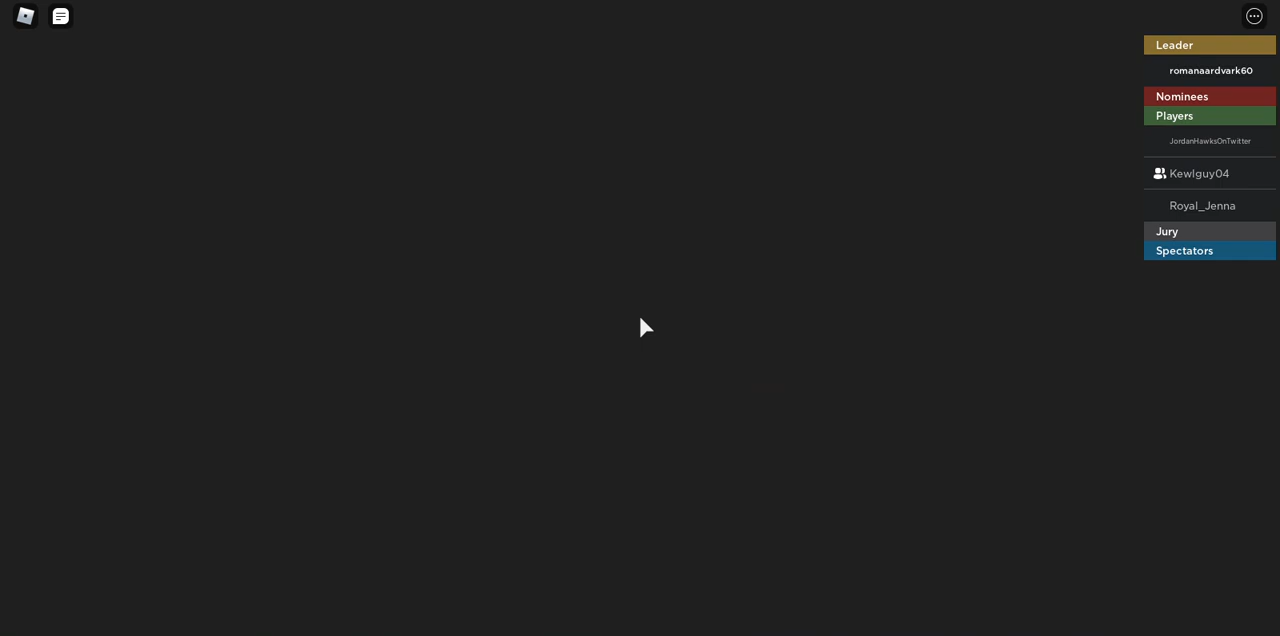 Leader
romanaardvark60
Nominees
Players
JordanHawksOnTwitter
Kewlguy04
Royal_Jenna
Jury
Spectators